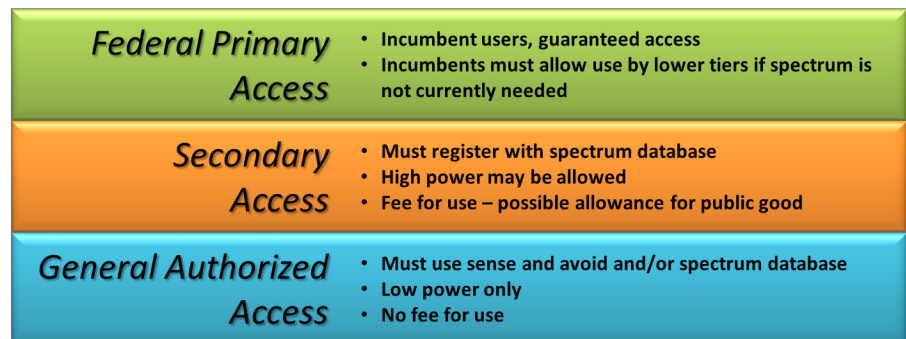 Federal Primary
Access
• Incumbent users, guaranteed access
• Incumbents must allow use by lower tiers if spectrum is
not currently needed
Secondary
Access
• Must register with spectrum database
• High power may be allowed
• Fee for use – possible allowance for public good
General Authorized
Access
• Must use sense and avoid and/or spectrum database
• Low power only
• No fee for use